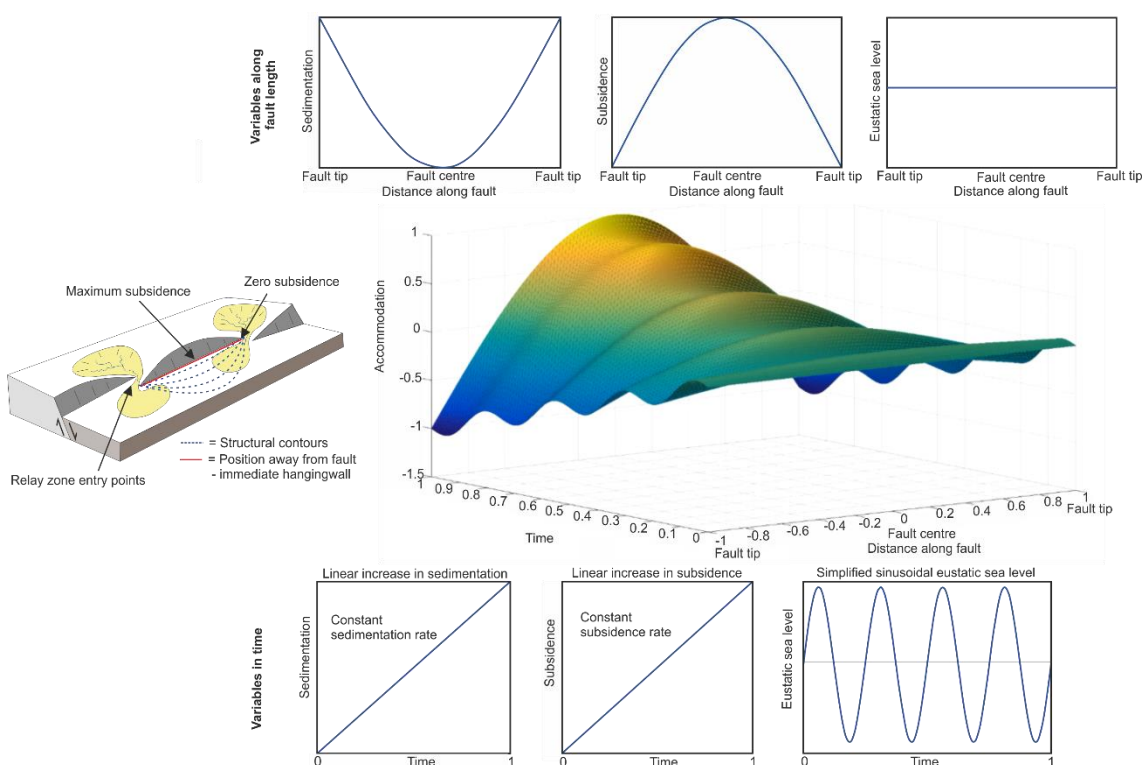 Variables along
fault length
Sedimentation
Fault tip Fault centre Fault tip
Distance along fault
Subsidence
Fault tip Fault centre Fault tip
Distance along fault
Eustatic sea level
Fault tip Fault centre Fault tip
Distance along fault
Maximum subsidence
Zero subsidence
Relay zone entry points
= Structural contours
= Position away from fault
- immediate hangingwall
Accommodation
1
0.5
0
-0.5
-1
-1.5
1 0.9 0.8 0.7 0.6 0.5 0.4 0.3 0.2 0.1 0
Time
-1 -0.8 -0.6 -0.4 -0.2 0 0.2 0.4 0.6 0.8 1
Fault tip Fault centre Fault tip
Distance along fault
Variables in time
Linear increase in sedimentation
Constant
sedimentation rate
Sedimentation
0 Time 1
Linear increase in subsidence
Constant
subsidence rate
Subsidence
0 Time 1
Simplified sinusoidal eustatic sea level
Eustatic sea level
0 Time 1